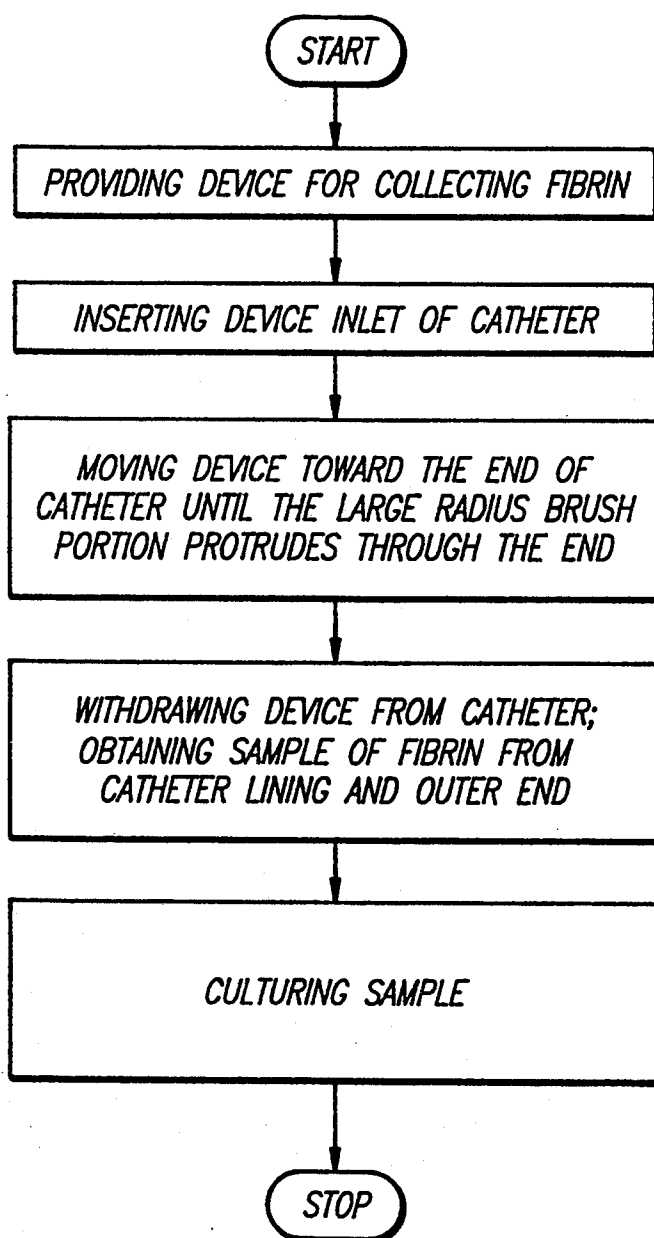 START
PROVIDING DEVICE FOR COLLECTING FIBRIN
INSERTING DEVICE INLET OF CATHETER
MOVING DEVICE TOWARD THE END OF
CATHETER UNTIL THE LARGE RADIUS BRUSH
PORTION PROTRUDES THROUGH THE END
WITHDRAWING DEVICE FROM CATHETER;
OBTAINING SAMPLE OF FIBRIN FROM
CATHETER LINING AND OUTER END
CULTURING SAMPLE
STOP